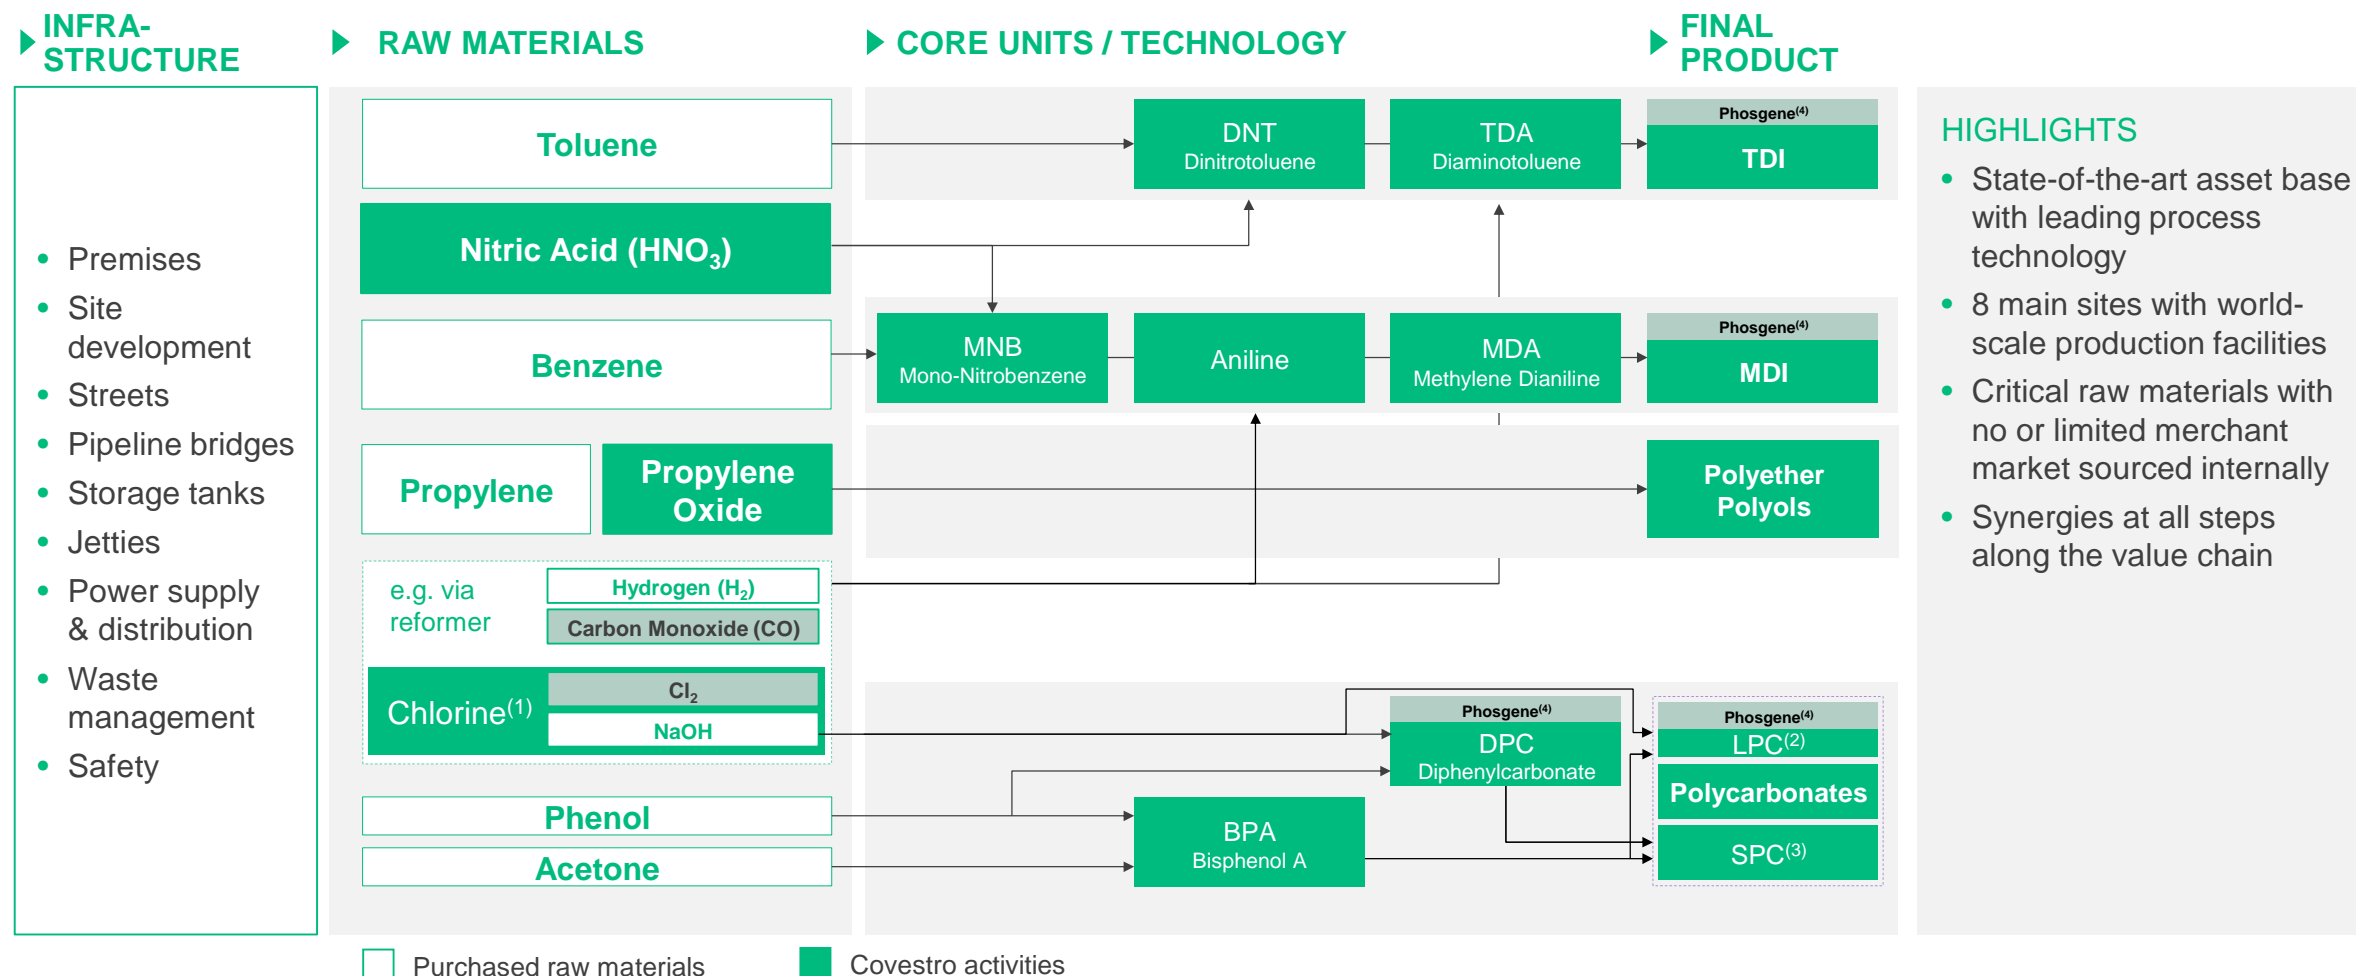 INFRA-
STRUCTURE
RAW MATERIALS
CORE UNITS / TECHNOLOGY
FINAL
PRODUCT
• Premises
• Site
development
• Streets
• Pipeline bridges
• Storage tanks
• Jetties
• Power supply
& distribution
• Waste
management
• Safety
Toluene
Nitric Acid (HNO₃)
Benzene
Propylene
Propylene
Oxide
e.g. via
reformer
Hydrogen (H₂)
Carbon Monoxide (CO)
Chlorine⁽¹⁾
Cl₂
NaOH
Phenol
Acetone
DNT
Dinitrotoluene
TDA
Diaminotoluene
Phosgene⁽⁴⁾
TDI
MNB
Mono-Nitrobenzene
Aniline
MDA
Methylene Dianiline
Phosgene⁽⁴⁾
MDI
Polyether
Polyols
Phosgene⁽⁴⁾
DPC
Diphenylcarbonate
BPA
Bisphenol A
Phosgene⁽⁴⁾
LPC⁽²⁾
Polycarbonates
SPC⁽³⁾
HIGHLIGHTS
• State-of-the-art asset base
with leading process
technology
• 8 main sites with world-
scale production facilities
• Critical raw materials with
no or limited merchant
market sourced internally
• Synergies at all steps
along the value chain
Purchased raw materials
Covestro activities